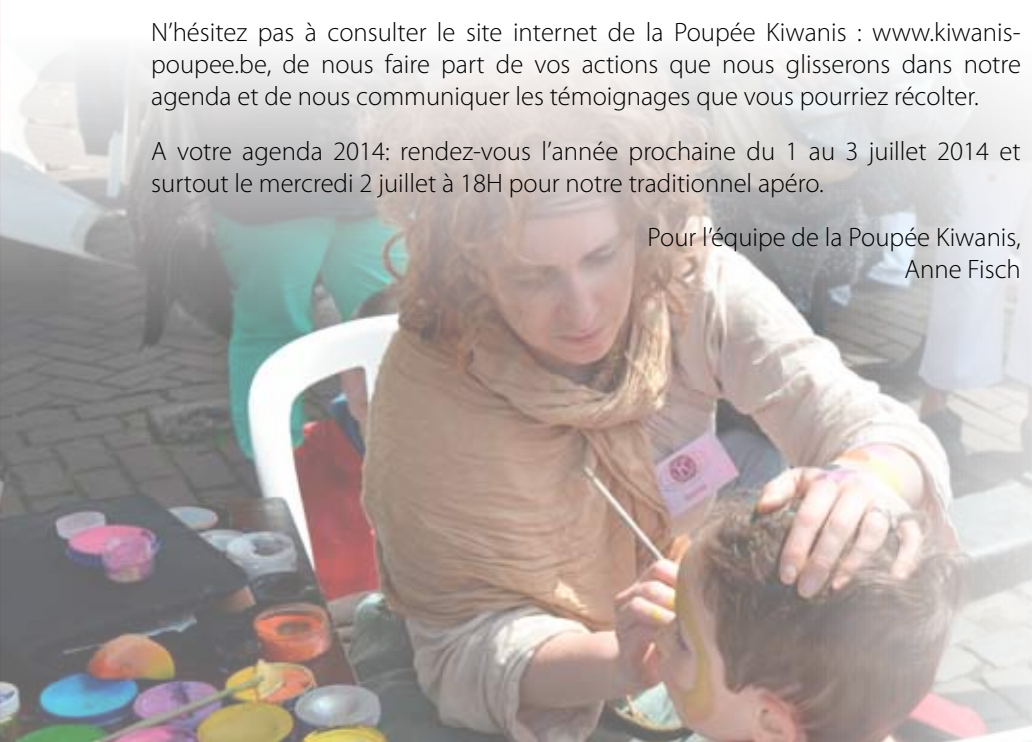 N’hésitez pas à consulter le site internet de la Poupée Kiwanis : www.kiwanis-
poupee.be, de nous faire part de vos actions que nous glisserons dans notre
agenda et de nous communiquer les témoignages que vous pourriez récolter.
A votre agenda 2014: rendez-vous l’année prochaine du 1 au 3 juillet 2014 et
surtout le mercredi 2 juillet à 18H pour notre traditionnel apéro.
Pour l’équipe de la Poupée Kiwanis,
Anne Fisch